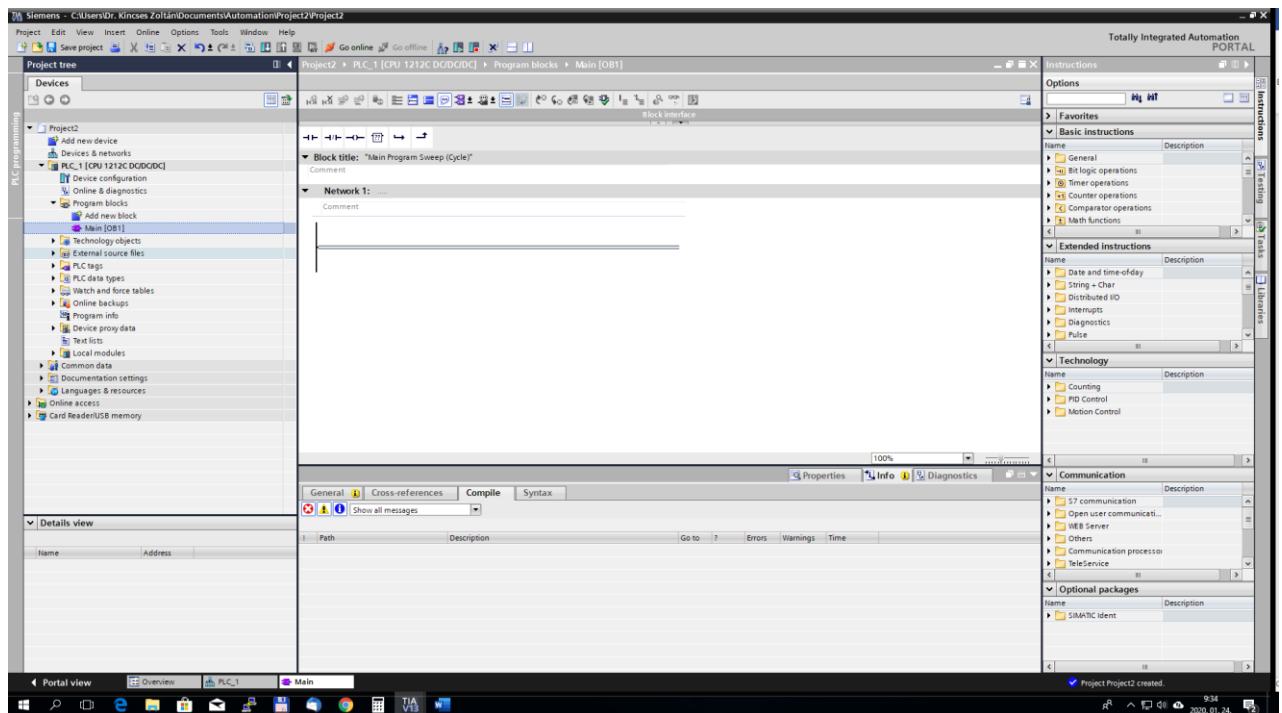 Siemens - C:\Users\Dr. Kincses Zoltán\Documents\Automation\Project2\Project2
Project Edit View Insert Online Options Tools Window Help
Totally Integrated Automation
PORTAL
Save project
Go online
Go offline
Project tree
Project2 PLC_1 [CPU 1212C DC/DC/DC] Program blocks Main [OB1]
Instructions
Devices
Options
PLC programming
Block interface
Favorites
Basic instructions
Name Description
General
Bit logic operations
Timer operations
Counter operations
Comparator operations
Math functions
Extended instructions
Name Description
Date and time-of-day
String + Char
Distributed I/O
Interrupts
Diagnostics
Pulse
Technology
Name Description
Counting
PID Control
Motion Control
Communication
Name Description
S7 communication
Open user communicati...
WEB Server
Others
Communication processor
TeleService
Optional packages
Name Description
SIMATIC Ident
Instructions
Testing
Tasks
Libraries
Project2
Add new device
Devices & networks
PLC_1 [CPU 1212C DC/DC/DC]
Device configuration
Online & diagnostics
Program blocks
Add new block
Main [OB1]
Technology objects
External source files
PLC tags
PLC data types
Watch and force tables
Online backups
Program info
Device proxy data
Text lists
Local modules
Common data
Documentation settings
Languages & resources
Online access
Card Reader/USB memory
Block title: "Main Program Sweep (Cycle)"
Comment
Network 1: ....
Comment
100%
Properties Info Diagnostics
General Cross-references Compile Syntax
Show all messages
! Path Description Go to ? Errors Warnings Time
Details view
Name Address
Portal view Overview PLC_1 Main
Project Project2 created.
TIA V13
9:34
2020. 01. 24.